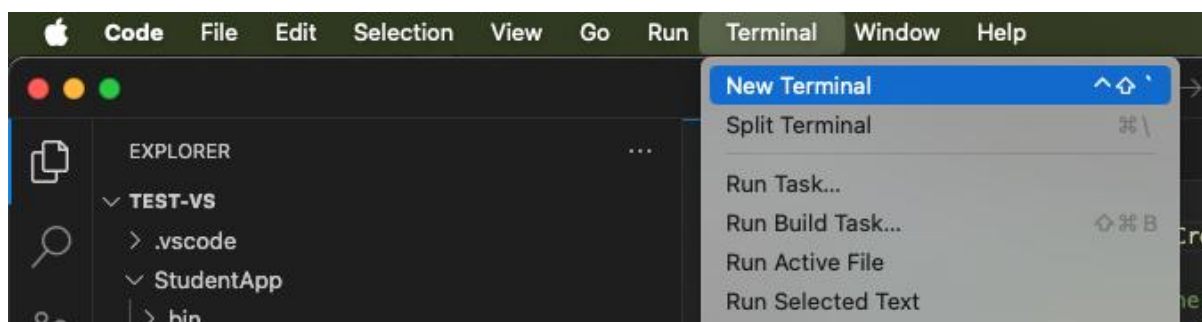 Code File Edit Selection View Go Run Terminal Window Help
New Terminal ^⇧`
Split Terminal ⌘\
EXPLORER ...
Run Task...
TEST-VS
Run Build Task... ⇧⌘B
> .vscode
Run Active File
StudentApp
Run Selected Text
> bin